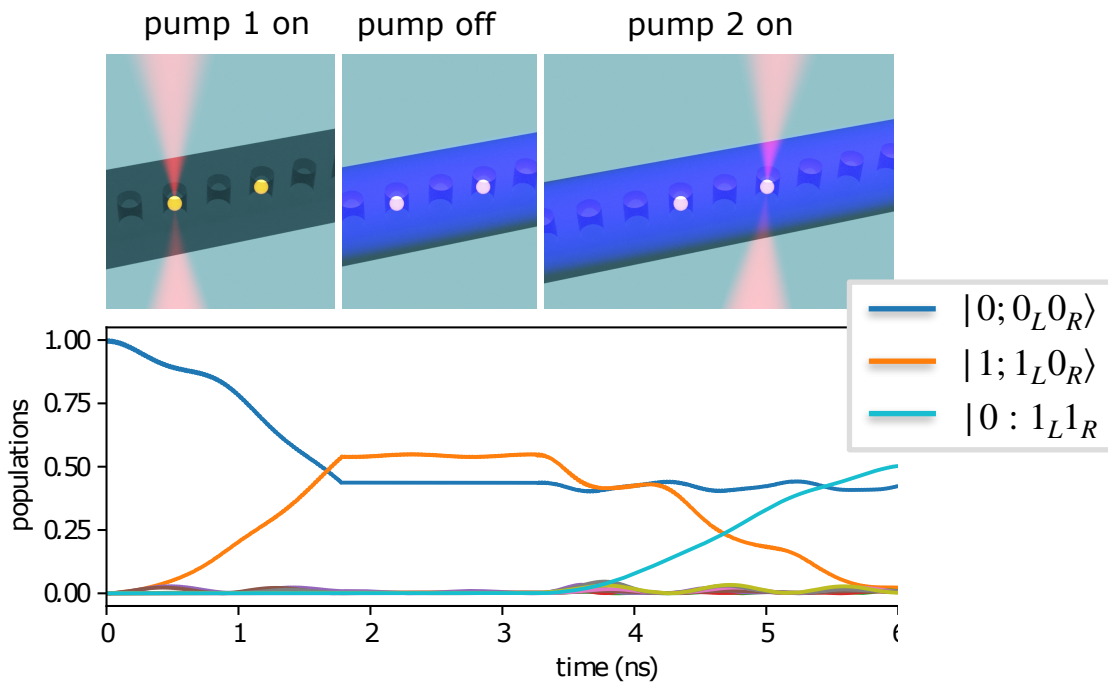 pump 1 on
pump off
pump 2 on
|0; 0_L 0_R⟩
|1; 1_L 0_R⟩
|0 : 1_L 1_R
populations
1.00
0.75
0.50
0.25
0.00
0 1 2 3 4 5 6
time (ns)